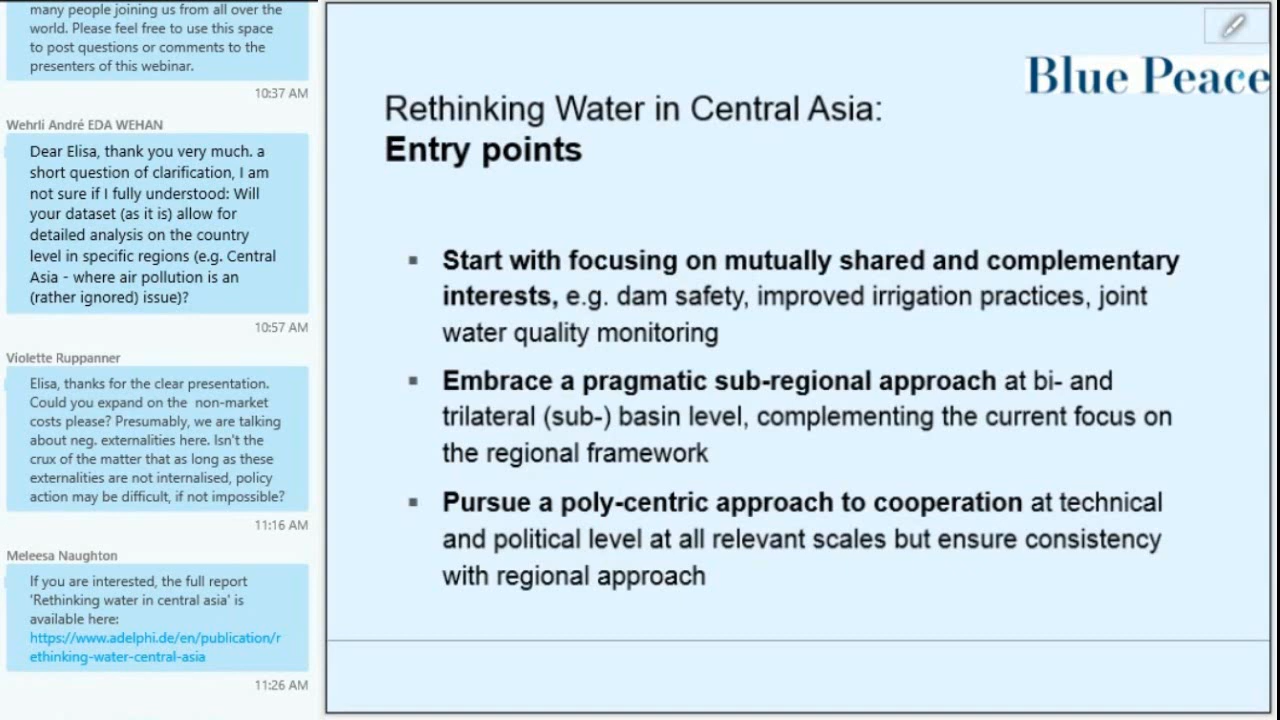 many people joining us from all over the
world. Please feel free to use this space
to post questions or comments to the
presenters of this webinar.
10:37 AM
Wehrli André EDA WEHAN
Dear Elisa, thank you very much. a
short question of clarification, I am
not sure if I fully understood: Will
your dataset (as it is) allow for
detailed analysis on the country
level in specific regions (e.g. Central
Asia - where air pollution is an
(rather ignored) issue)?
10:57 AM
Violette Ruppanner
Elisa, thanks for the clear presentation.
Could you expand on the  non-market
costs please? Presumably, we are talking
about neg. externalities here. Isn't the
crux of the matter that as long as these
externalities are not internalised, policy
action may be difficult, if not impossible?
11:16 AM
Meleesa Naughton
If you are interested, the full report
'Rethinking water in central asia' is
available here:
https://www.adelphi.de/en/publication/r
ethinking-water-central-asia
11:26 AM
Blue Peace
Rethinking Water in Central Asia:
Entry points
▪ Start with focusing on mutually shared and complementary
interests, e.g. dam safety, improved irrigation practices, joint
water quality monitoring
▪ Embrace a pragmatic sub-regional approach at bi- and
trilateral (sub-) basin level, complementing the current focus on
the regional framework
▪ Pursue a poly-centric approach to cooperation at technical
and political level at all relevant scales but ensure consistency
with regional approach